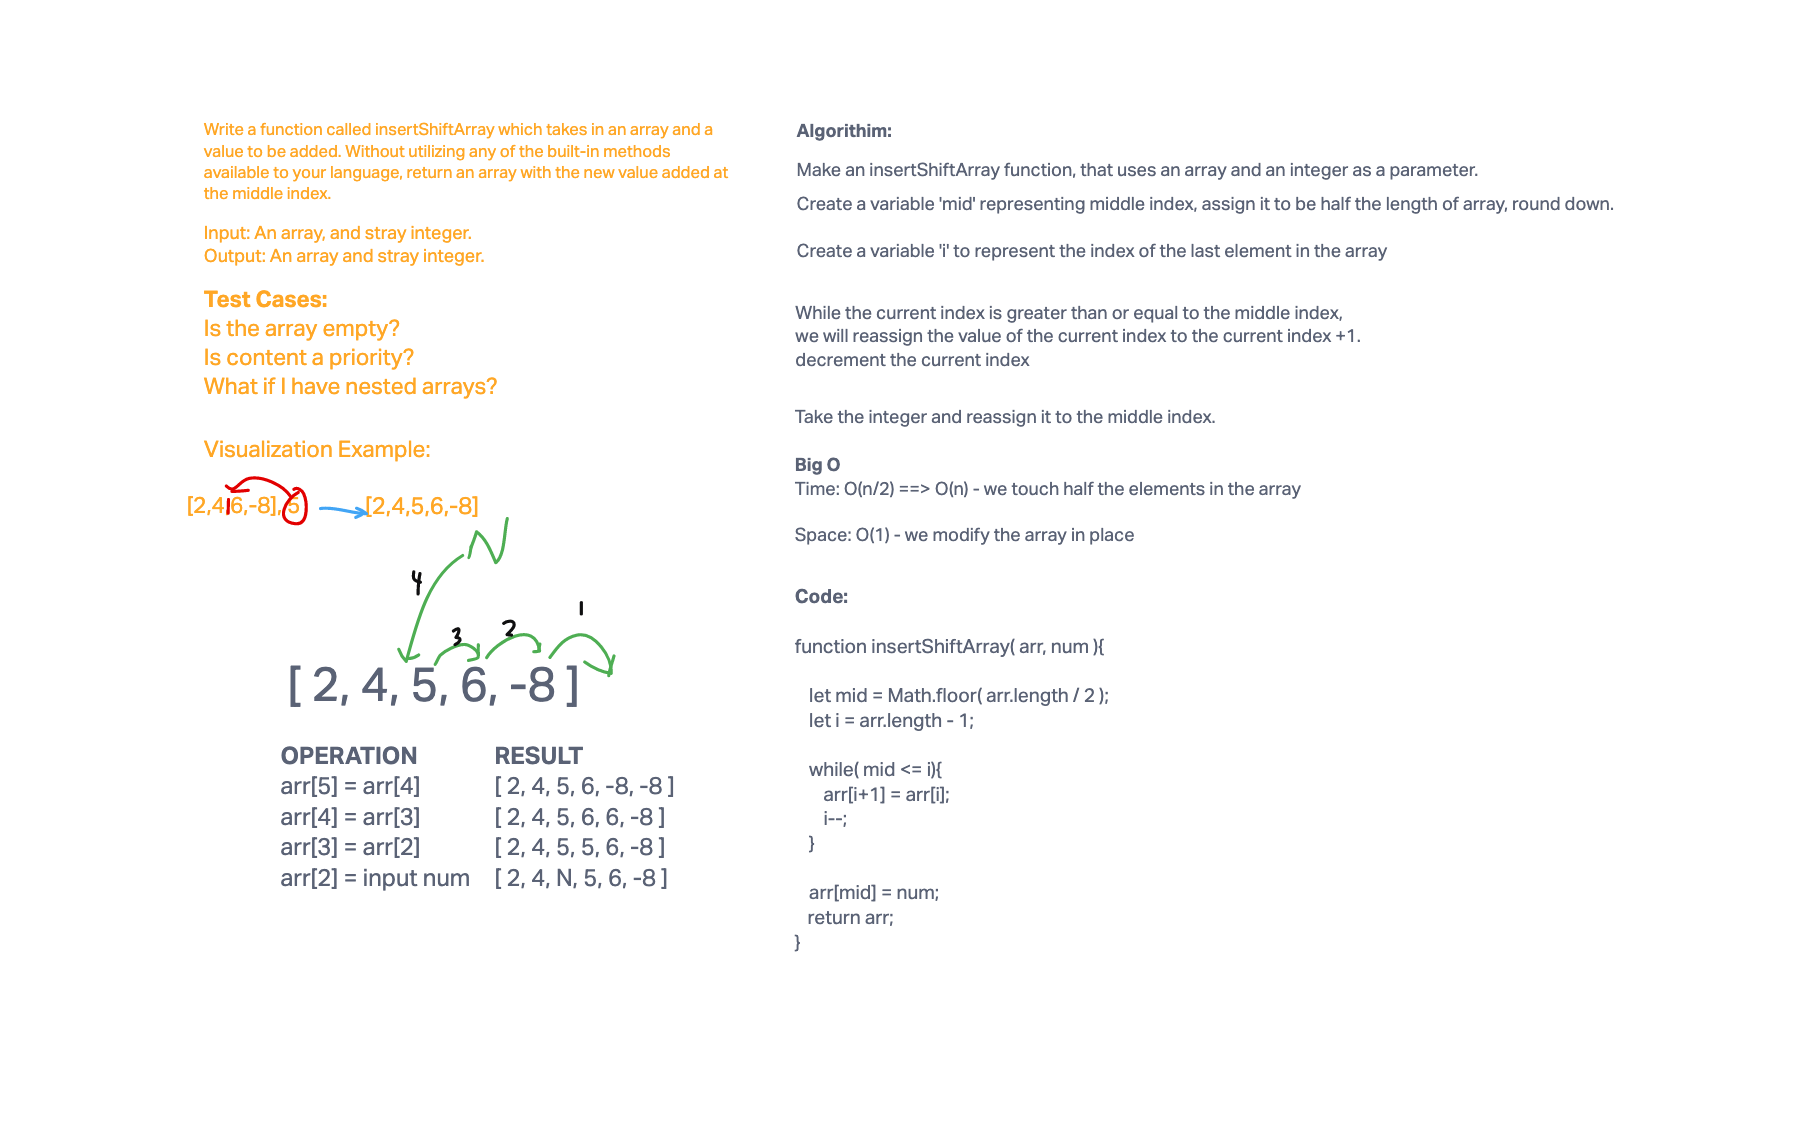 Write a function called insertShiftArray which takes in an array and a
value to be added. Without utilizing any of the built-in methods
available to your language, return an array with the new value added at
the middle index.
Input: An array, and stray integer.
Output: An array and stray integer.
Test Cases:
Is the array empty?
Is content a priority?
What if I have nested arrays?
Visualization Example:
[2,4,6,-8], 5
[2,4,5,6,-8]
N
4
3
2
1
[ 2, 4, 5, 6, -8 ]
OPERATION RESULT
arr[5] = arr[4] [ 2, 4, 5, 6, -8, -8 ]
arr[4] = arr[3] [ 2, 4, 5, 6, 6, -8 ]
arr[3] = arr[2] [ 2, 4, 5, 5, 6, -8 ]
arr[2] = input num [ 2, 4, N, 5, 6, -8 ]
Algorithim:
Make an insertShiftArray function, that uses an array and an integer as a parameter.
Create a variable 'mid' representing middle index, assign it to be half the length of array, round down.
Create a variable 'i' to represent the index of the last element in the array
While the current index is greater than or equal to the middle index,
we will reassign the value of the current index to the current index +1.
decrement the current index
Take the integer and reassign it to the middle index.
Big O
Time: O(n/2) ==> O(n) - we touch half the elements in the array
Space: O(1) - we modify the array in place
Code:
function insertShiftArray( arr, num ){
let mid = Math.floor( arr.length / 2 );
let i = arr.length - 1;
while( mid <= i){
arr[i+1] = arr[i];
i--;
}
arr[mid] = num;
return arr;
}